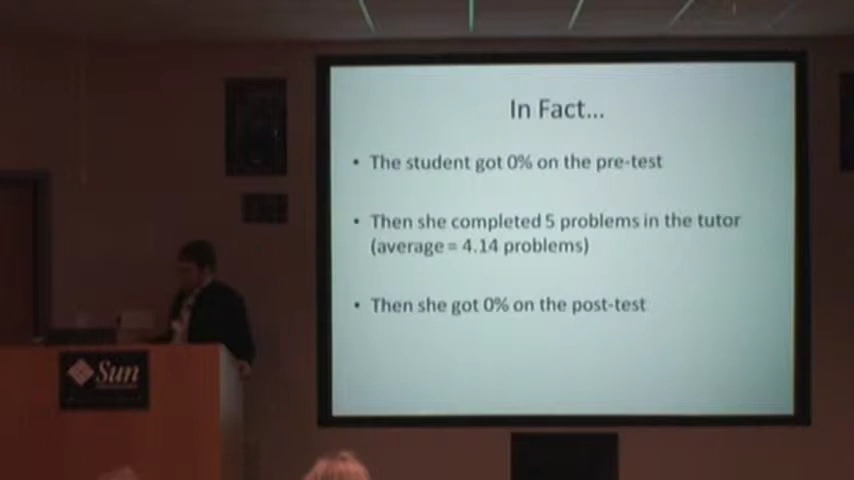 In Fact...
• The student got 0% on the pre-test
• Then she completed 5 problems in the tutor
(average = 4.14 problems)
• Then she got 0% on the post-test
Sun